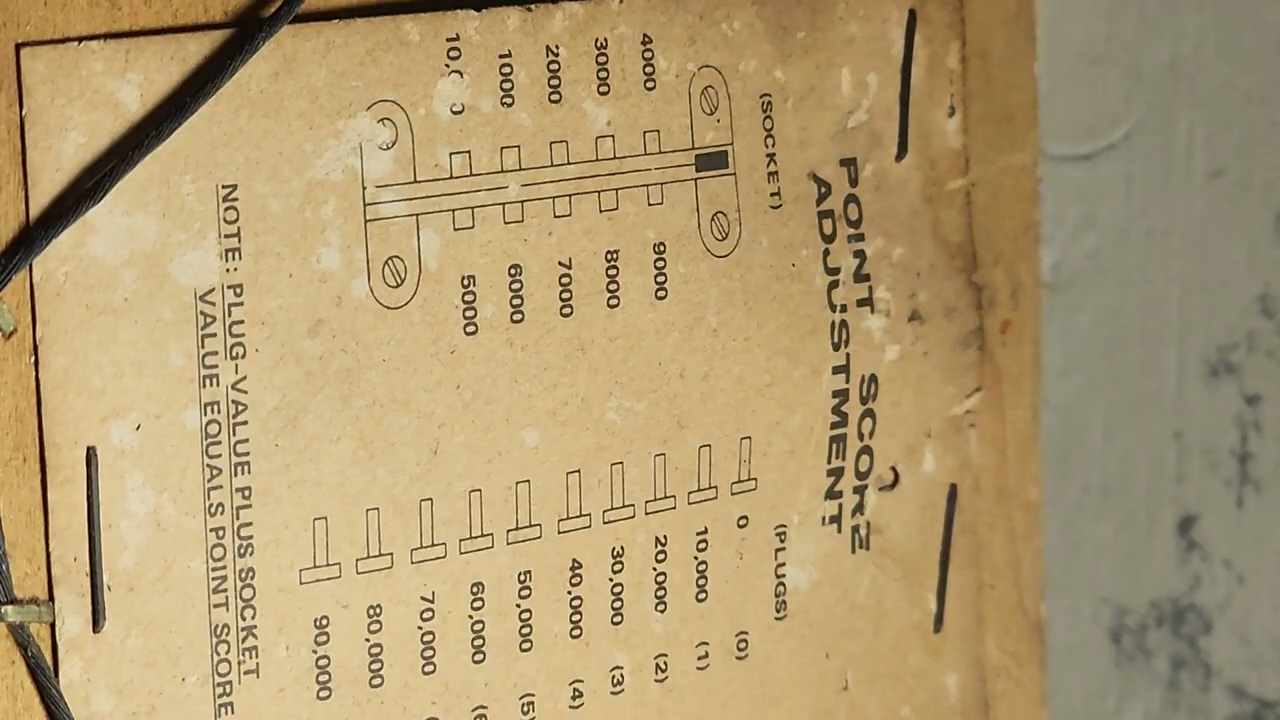 POINT SCORE
ADJUSTMENT
(SOCKET)
4000 9000
3000 8000
2000 7000
1000 6000
5000
(PLUGS)
0 (0)
10,000 (1)
20,000 (2)
30,000 (3)
40,000 (4)
50,000 (5
60,000
70,000
80,000
90,000
NOTE: PLUG-VALUE PLUS SOCKET
VALUE EQUALS POINT SCORE